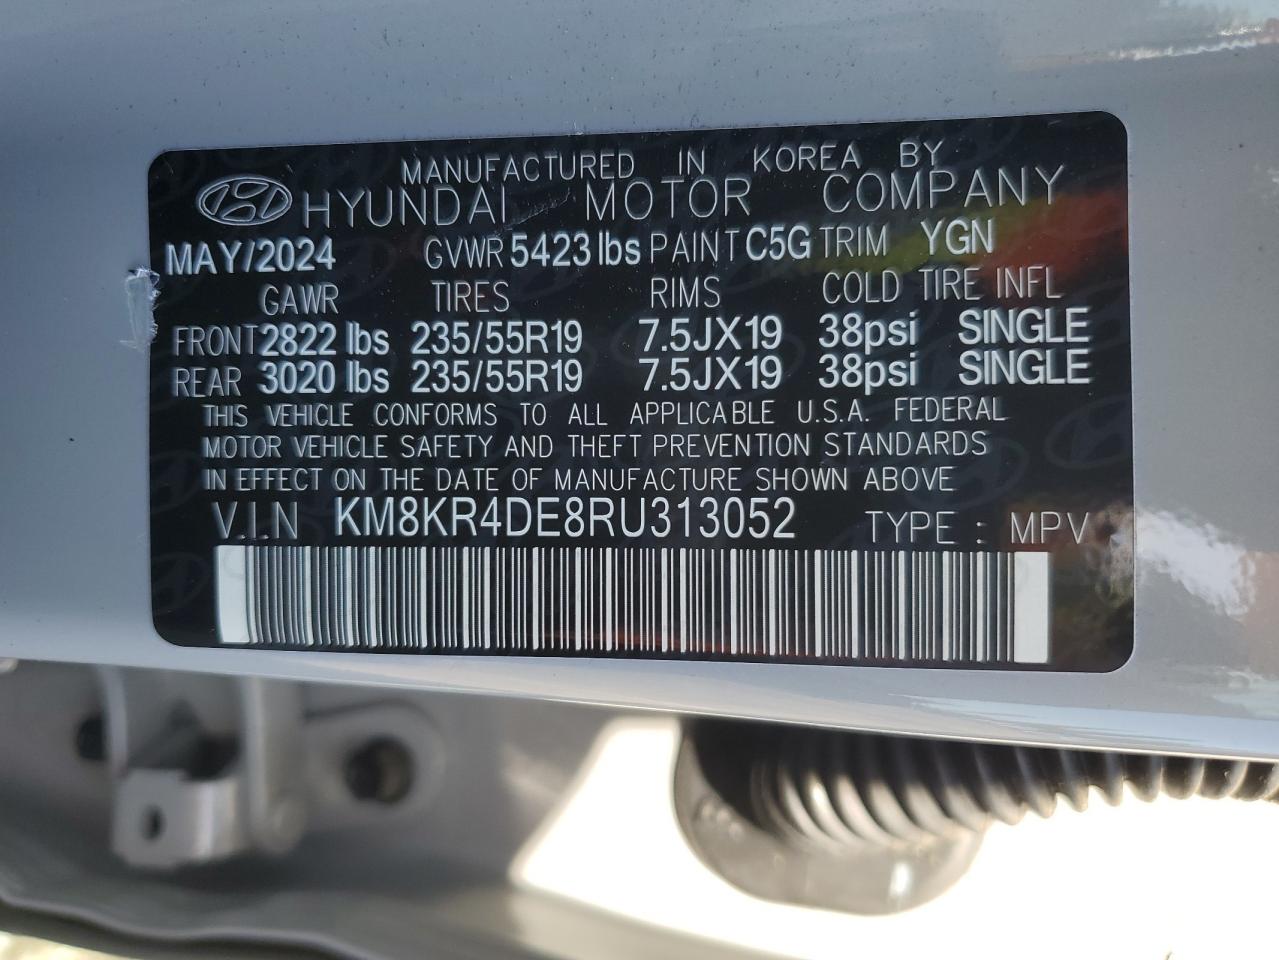 MANUFACTURED IN KOREA BY
HYUNDAI MOTOR COMPANY
MAY/2024 GVWR 5423 lbs PAINT C5G TRIM YGN
GAWR TIRES RIMS COLD TIRE INFL
FRONT 2822 lbs 235/55R19 7.5JX19 38psi SINGLE
REAR 3020 lbs 235/55R19 7.5JX19 38psi SINGLE
THIS VEHICLE CONFORMS TO ALL APPLICABLE U.S.A. FEDERAL
MOTOR VEHICLE SAFETY AND THEFT PREVENTION STANDARDS
IN EFFECT ON THE DATE OF MANUFACTURE SHOWN ABOVE
V.I.N KM8KR4DE8RU313052 TYPE : MPV